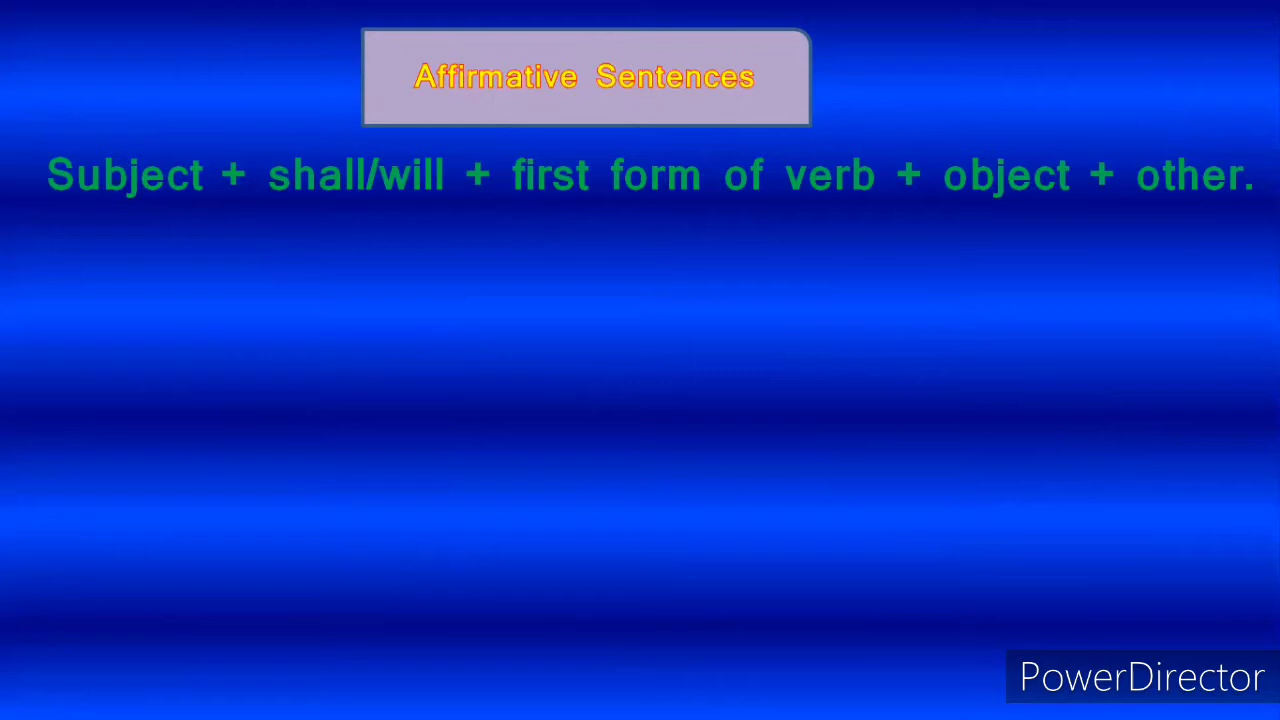 Affirmative Sentences
Subject + shall/will + first form of verb + object + other.
PowerDirector